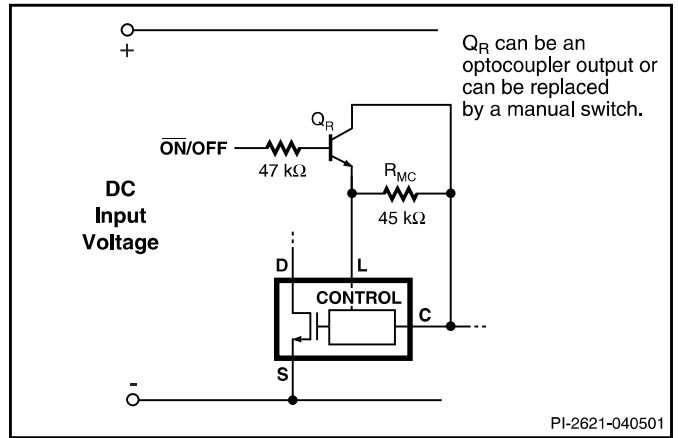 +
Q_R can be an
optocoupler output or
can be replaced
by a manual switch.
Q_R
ON/OFF
47 kΩ
R_MC
45 kΩ
DC
Input
Voltage
D
L
CONTROL
C
S
-
PI-2621-040501